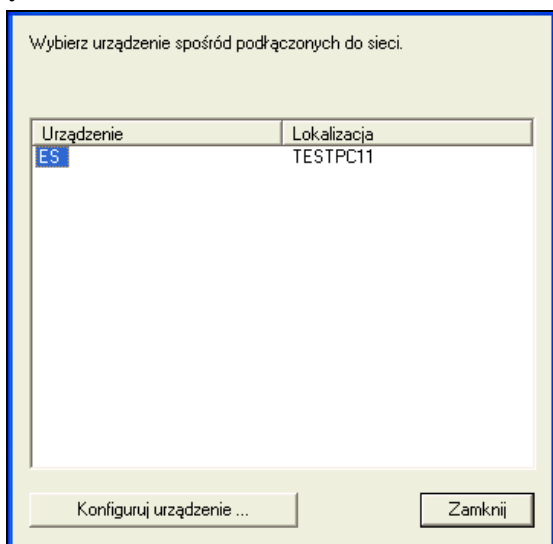 Wybierz urządzenie spośród podłączonych do sieci.
Urządzenie Lokalizacja
ES TESTPC11
Konfiguruj urządzenie ... Zamknij